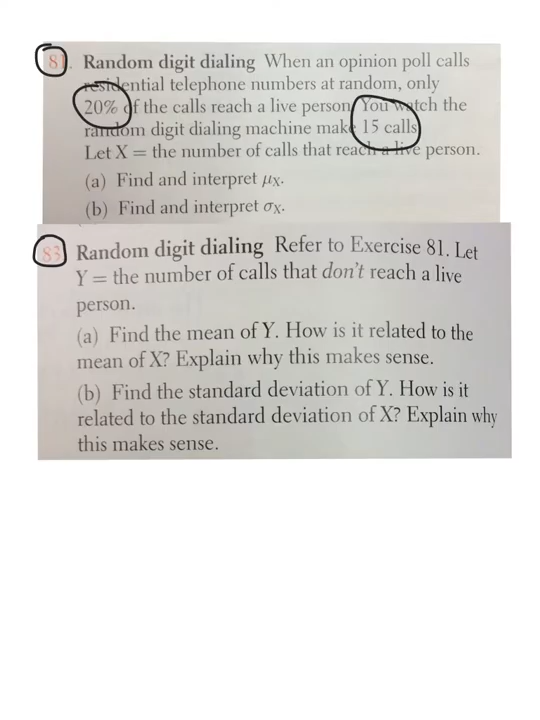 81. Random digit dialing When an opinion poll calls
residential telephone numbers at random, only
20% of the calls reach a live person. You watch the
random digit dialing machine make 15 calls.
Let X = the number of calls that reach a live person.
(a) Find and interpret μX.
(b) Find and interpret σX.
83. Random digit dialing Refer to Exercise 81. Let
Y = the number of calls that don't reach a live
person.
(a) Find the mean of Y. How is it related to the
mean of X? Explain why this makes sense.
(b) Find the standard deviation of Y. How is it
related to the standard deviation of X? Explain why
this makes sense.